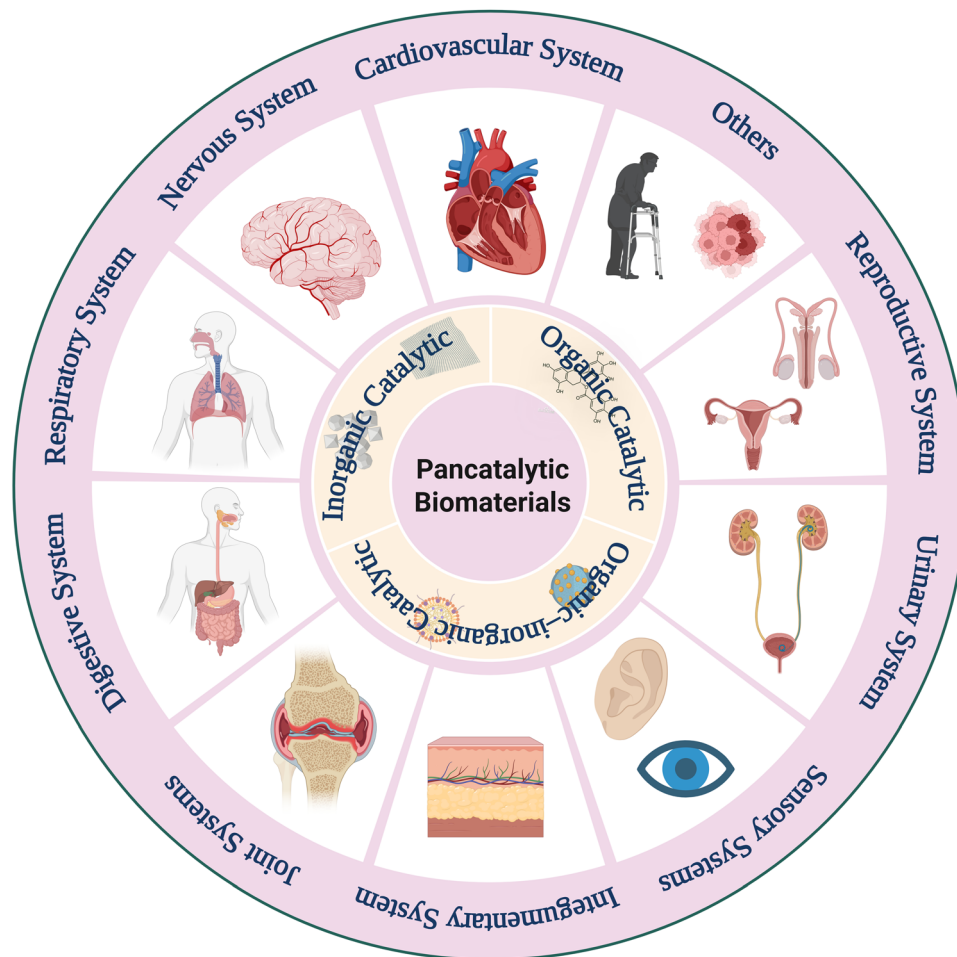 Cardiovascular System
Others
Reproductive System
Urinary System
Sensory Systems
Integumentary System
Joint Systems
Digestive System
Respiratory System
Nervous System
Inorganic Catalytic
Organic Catalytic
Organic–inorganic Catalytic
Pancatalytic
Biomaterials